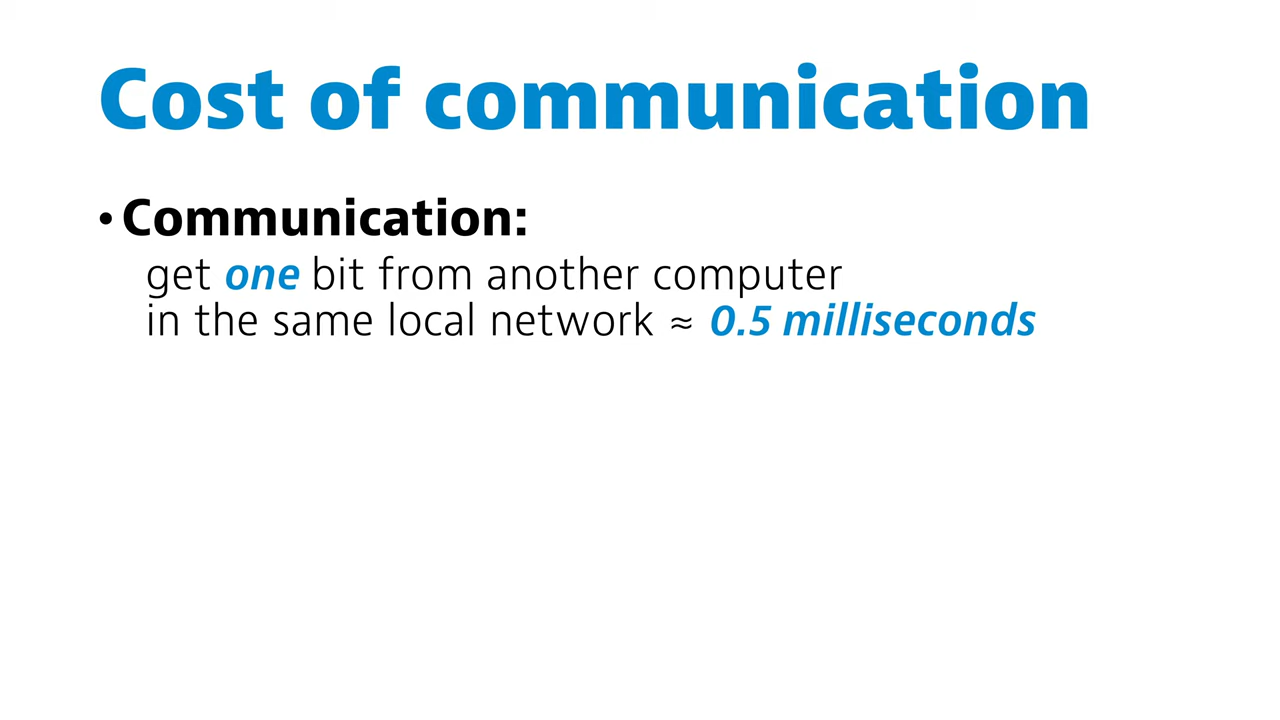 Cost of communication
• Communication:
get one bit from another computer
in the same local network ≈ 0.5 milliseconds